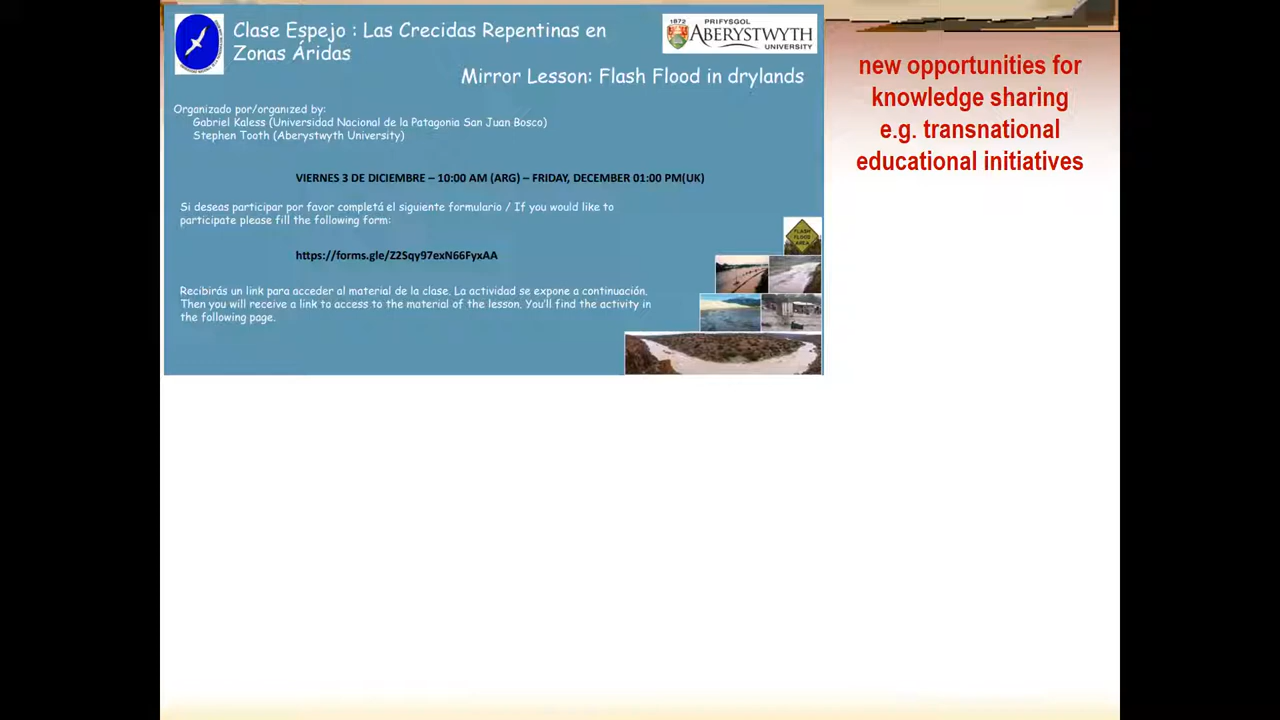 Clase Espejo : Las Crecidas Repentinas en
Zonas Áridas
1872
PRIFYSGOL
ABERYSTWYTH
UNIVERSITY
Mirror Lesson: Flash Flood in drylands
Organizado por/organized by:
Gabriel Kaless (Universidad Nacional de la Patagonia San Juan Bosco)
Stephen Tooth (Aberystwyth University)
VIERNES 3 DE DICIEMBRE – 10:00 AM (ARG) – FRIDAY, DECEMBER 01:00 PM(UK)
Si deseas participar por favor completá el siguiente formulario / If you would like to
participate please fill the following form:
https://forms.gle/Z2Sqy97exN66FyxAA
Recibirás un link para acceder al material de la clase. La actividad se expone a continuación.
Then you will receive a link to access to the material of the lesson. You'll find the activity in
the following page.
FLASH
FLOOD
AREA
new opportunities for
knowledge sharing
e.g. transnational
educational initiatives